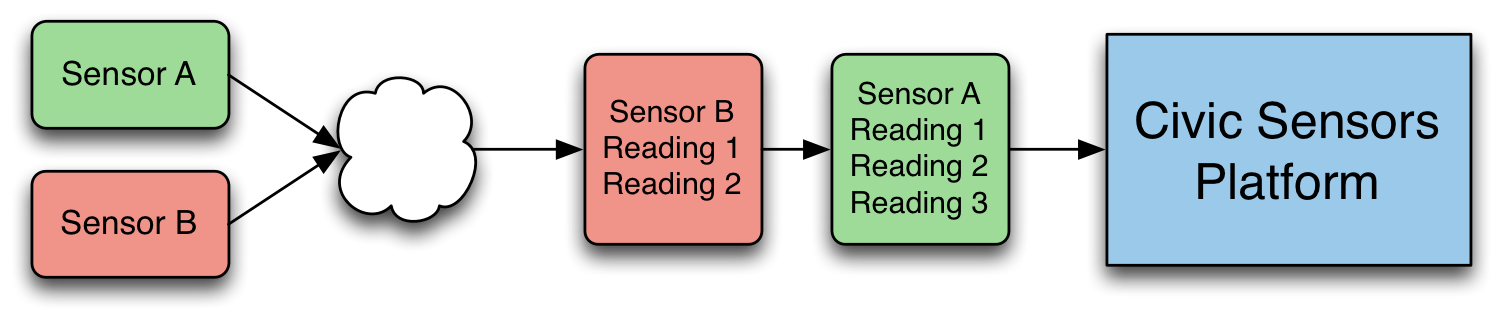 Sensor A
Sensor B
Sensor B
Reading 1
Reading 2
Sensor A
Reading 1
Reading 2
Reading 3
Civic Sensors
Platform